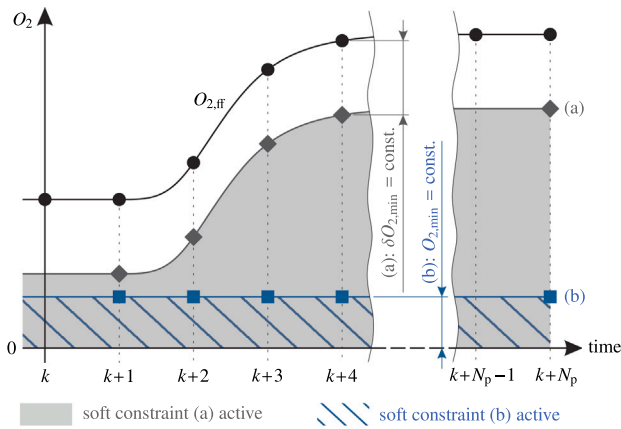 O₂
O₂,ff
(a): δO₂,min = const.
(b): O₂,min = const.
(a)
(b)
0
time
k
k+1
k+2
k+3
k+4
k+Nₚ−1
k+Nₚ
soft constraint (a) active
soft constraint (b) active